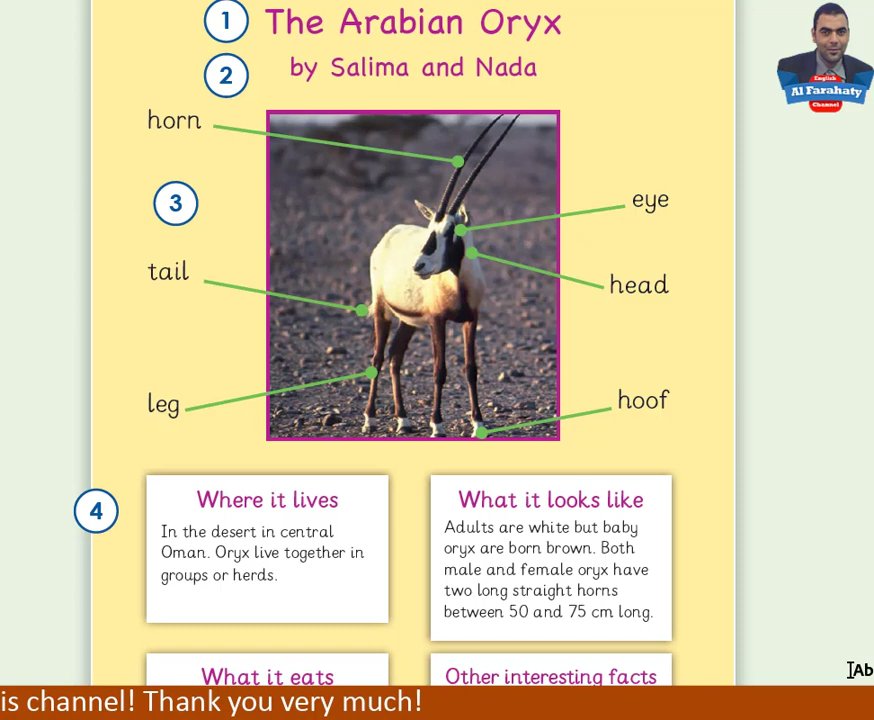 1 The Arabian Oryx
2 by Salima and Nada
English
Al Farahaty
Channel
horn
3
eye
tail
head
leg
hoof
4
Where it lives
In the desert in central
Oman. Oryx live together in
groups or herds.
What it looks like
Adults are white but baby
oryx are born brown. Both
male and female oryx have
two long straight horns
between 50 and 75 cm long.
What it eats
Other interesting facts
Ab
is channel! Thank you very much!